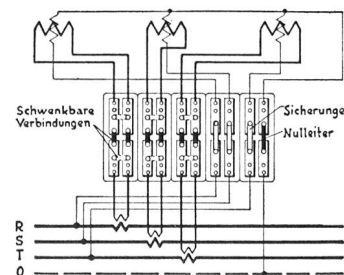 Schwenkbare
Verbindungen
Sicherunge
Nulleiter
R
S
T
0